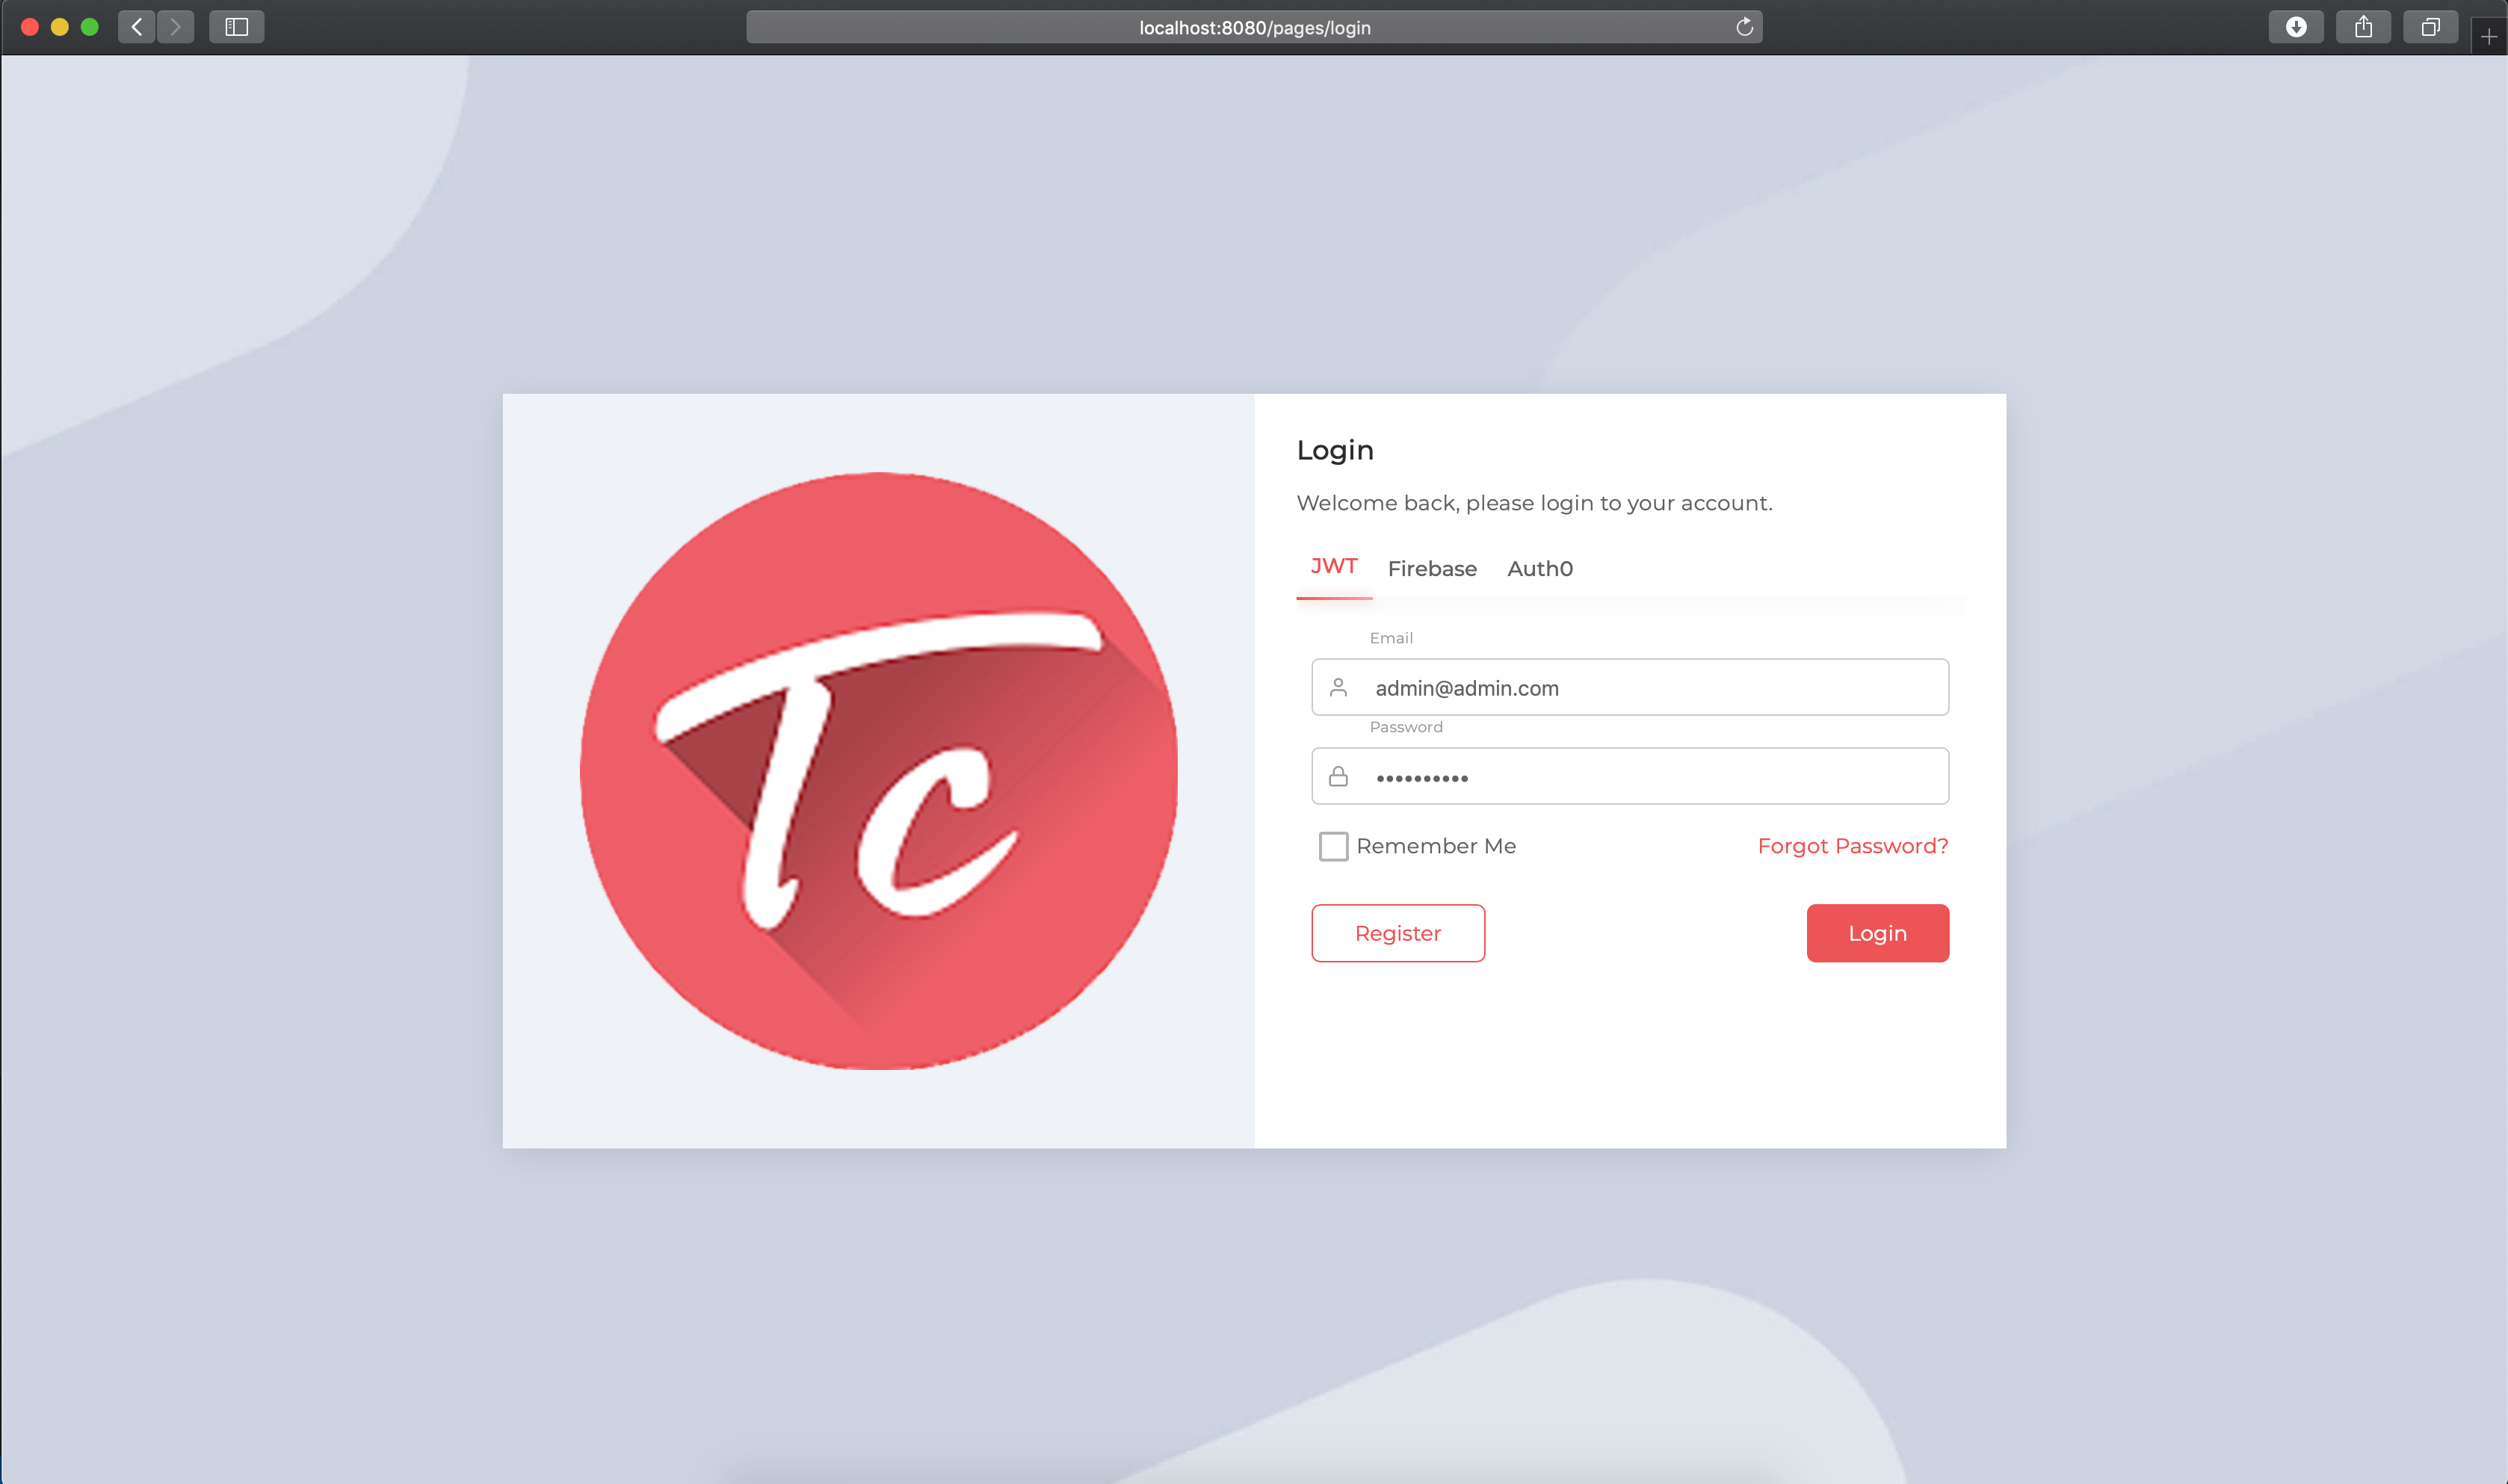 localhost:8080/pages/login
Tc
Login
Welcome back, please login to your account.
JWT Firebase Auth0
Email
admin@admin.com
Password
••••••••••
Remember Me Forgot Password?
Register Login